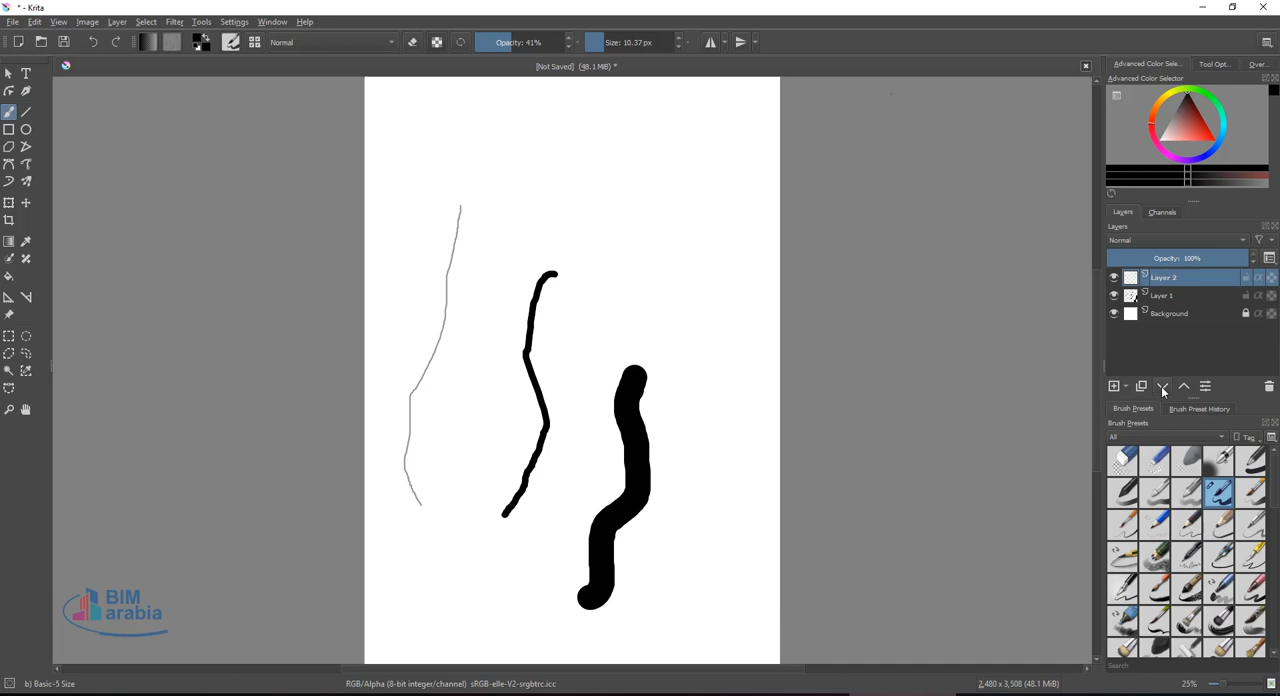 * - Krita
File Edit View Image Layer Select Filter Tools Settings Window Help
Normal Opacity: 41% Size: 10.37 px
[Not Saved] (48.1 MiB) *
Advanced Color Sele... Tool Opt... Over...
Advanced Color Selector
Layers Channels
Layers
Normal
Opacity: 100%
Layer 2
Layer 1
Background
Brush Presets Brush Preset History
Brush Presets
All Tag
Search
BIM
arabia
b) Basic-5 Size RGB/Alpha (8-bit integer/channel) sRGB-elle-V2-srgbtrc.icc 2,480 x 3,508 (48.1 MiB) 25%